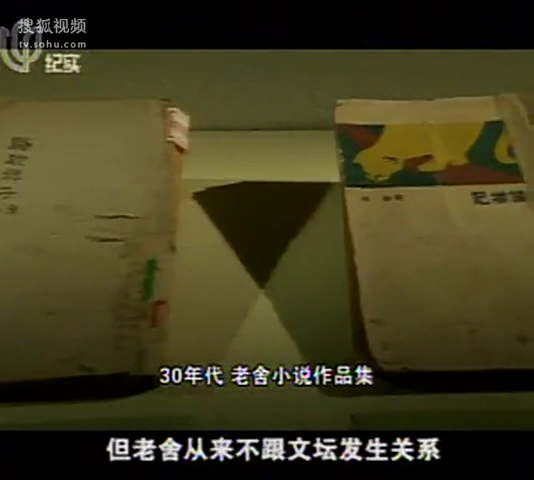 搜狐视频
tv.sohu.com
纪实
30年代 老舍小说作品集
但老舍从来不跟文坛发生关系